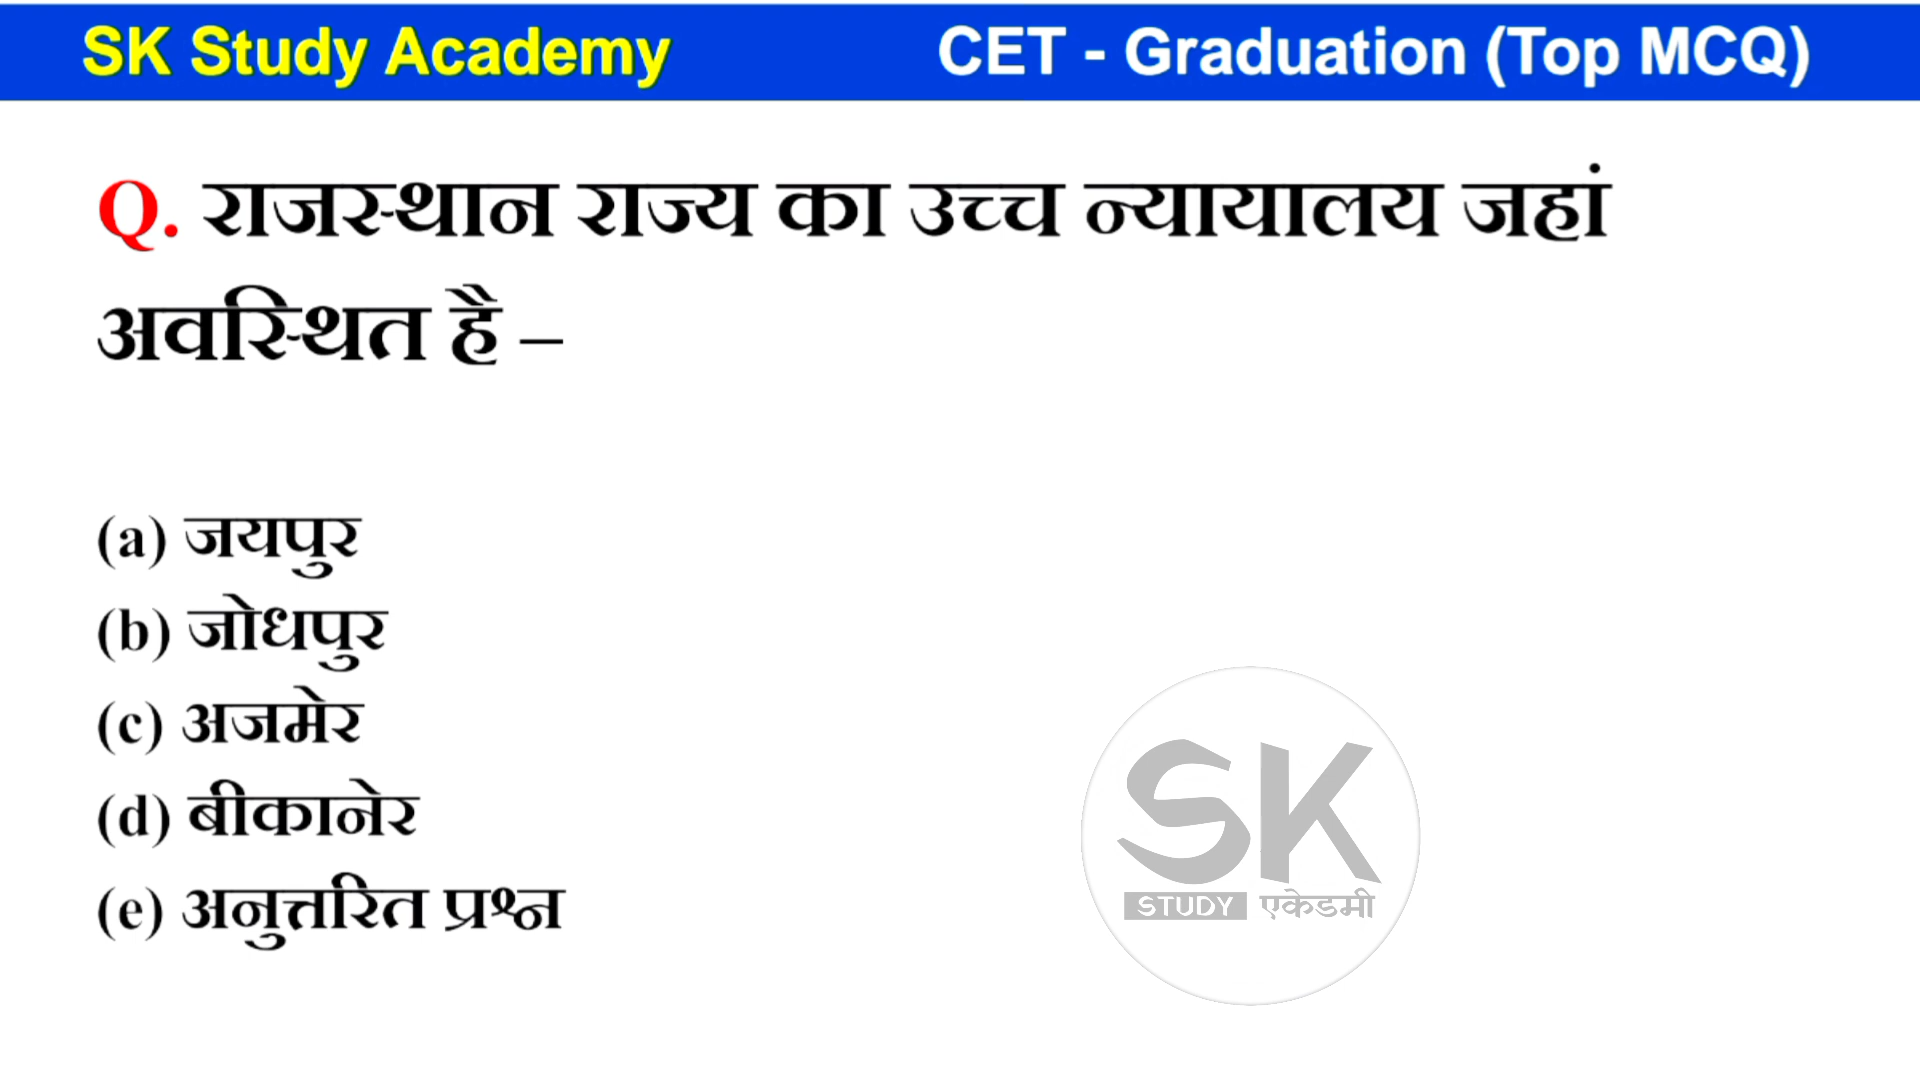 SK Study Academy
CET - Graduation (Top MCQ)
Q. राजस्थान राज्य का उच्च न्यायालय जहां
अवस्थित है –
(a) जयपुर
(b) जोधपुर
(c) अजमेर
(d) बीकानेर
(e) अनुत्तरित प्रश्न
SK
STUDY एकेडमी